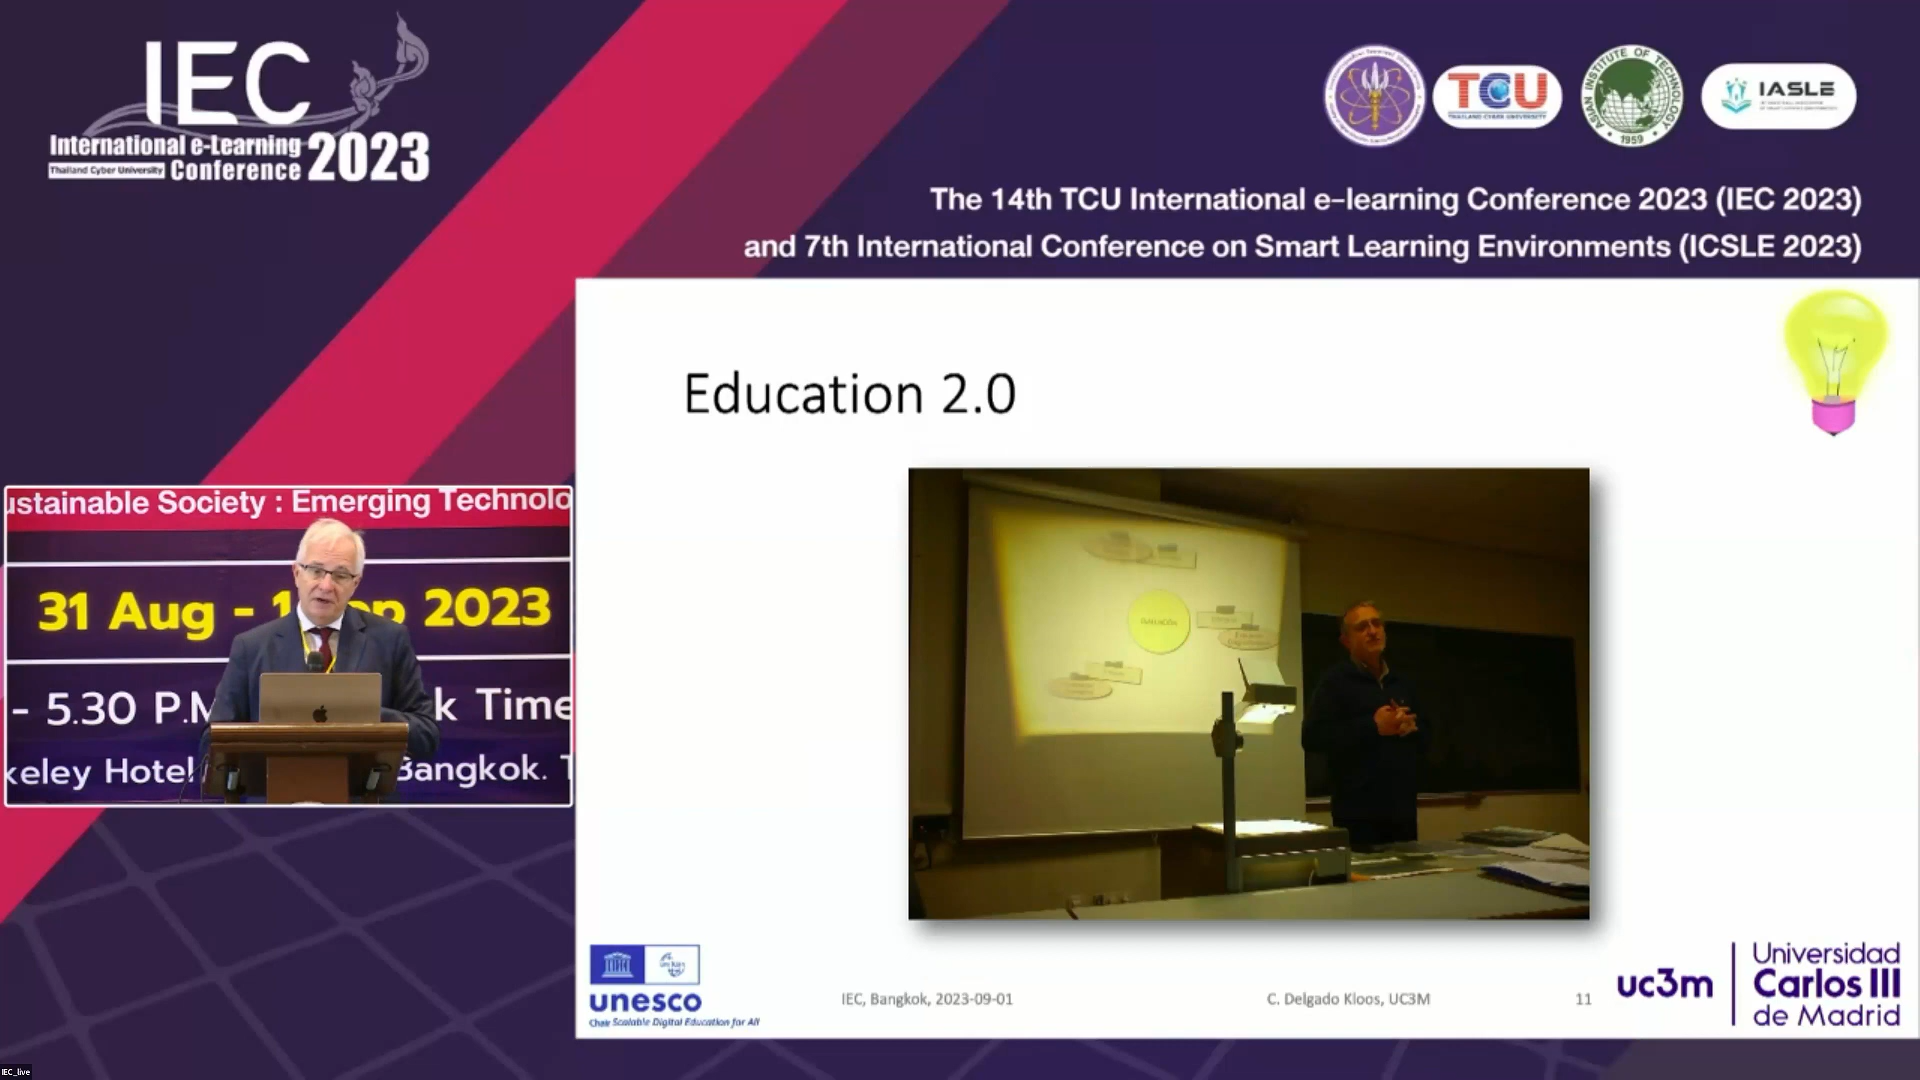 IEC
International e-Learning
Thailand Cyber University Conference 2023
TCU
THAILAND CYBER UNIVERSITY
ASIAN INSTITUTE OF TECHNOLOGY
1959
IASLE
The 14th TCU International e-learning Conference 2023 (IEC 2023)
and 7th International Conference on Smart Learning Environments (ICSLE 2023)
Education 2.0
ustainable Society : Emerging Technolo
31 Aug - 1 Sep 2023
- 5.30 P.M k Time
keley Hotel Bangkok. T
unesco
Chair Scalable Digital Education for All
IEC, Bangkok, 2023-09-01
C. Delgado Kloos, UC3M
11
uc3m
Universidad
Carlos III
de Madrid
IEC_live